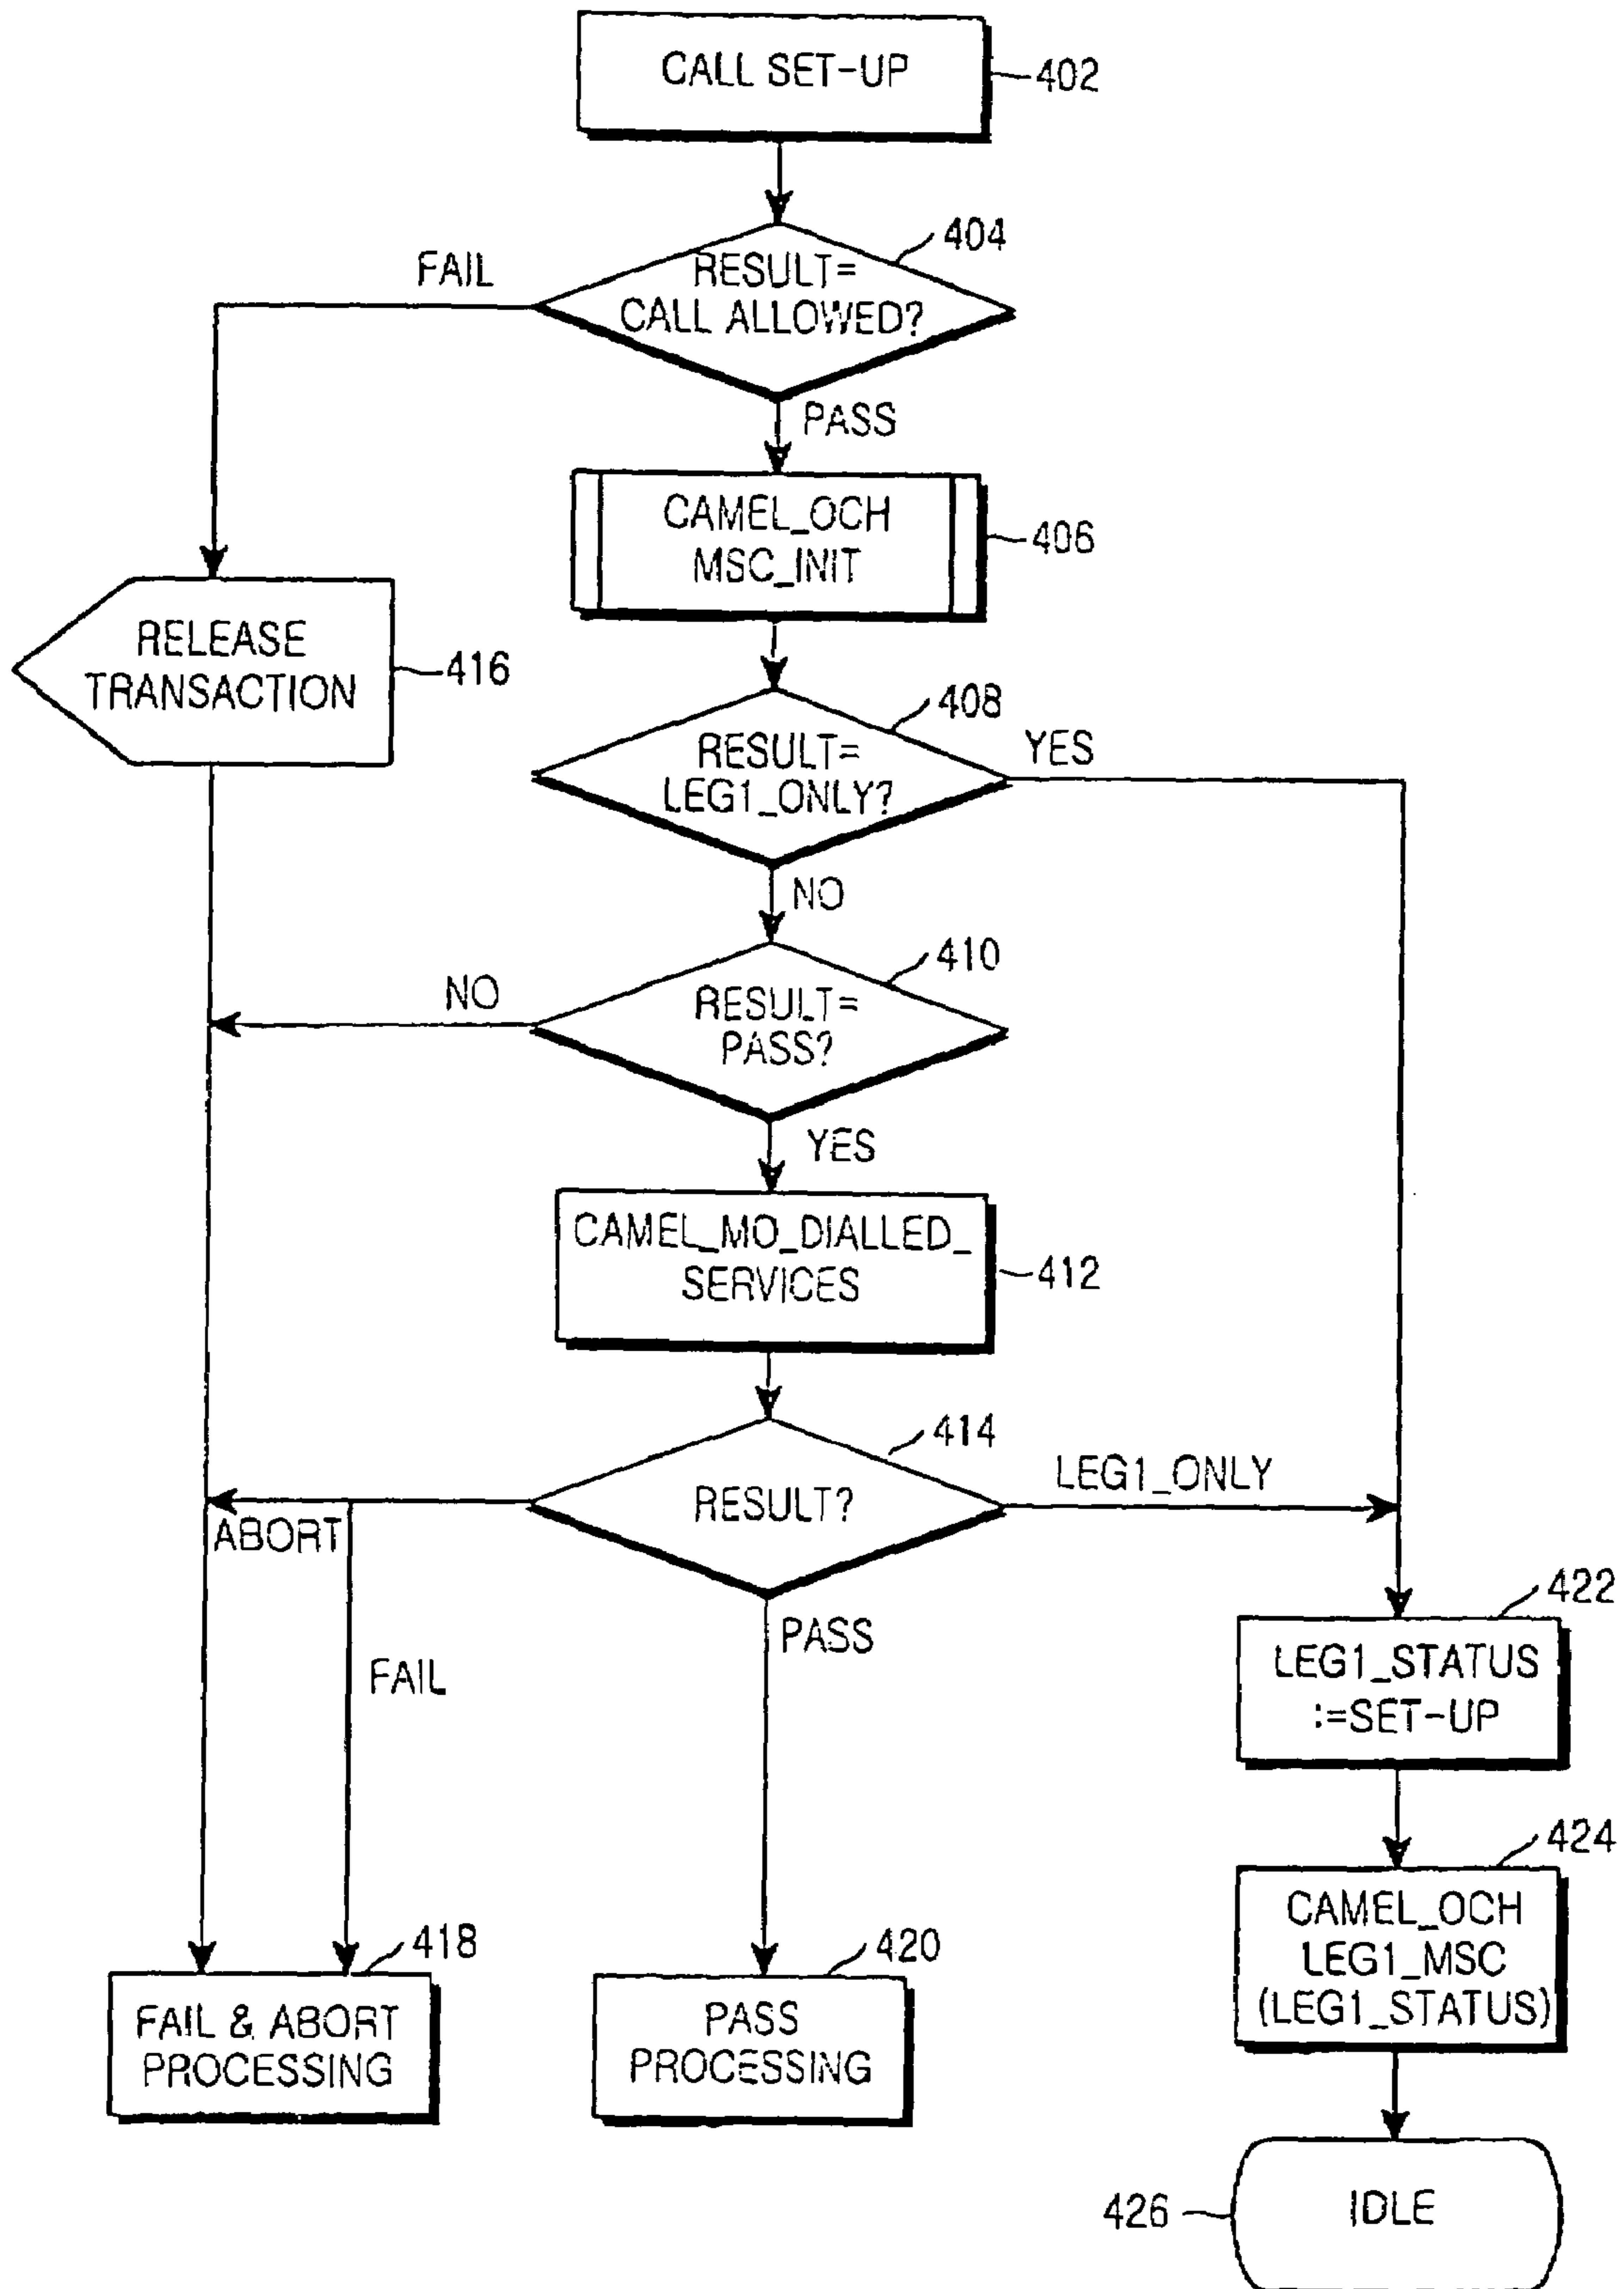 CALL SET-UP
402
404
FAIL
RESULT=
CALL ALLOWED?
PASS
CAMEL_OCH
MSC_INIT
406
RELEASE
TRANSACTION
416
408
RESULT=
LEG1_ONLY?
YES
NO
410
NO
RESULT=
PASS?
YES
CAMEL_MO_DIALLED_
SERVICES
412
414
LEG1_ONLY
RESULT?
ABORT
PASS
FAIL
422
LEG1_STATUS
:=SET-UP
424
CAMEL_OCH
LEG1_MSC
(LEG1_STATUS)
418
FAIL & ABORT
PROCESSING
420
PASS
PROCESSING
426
IDLE